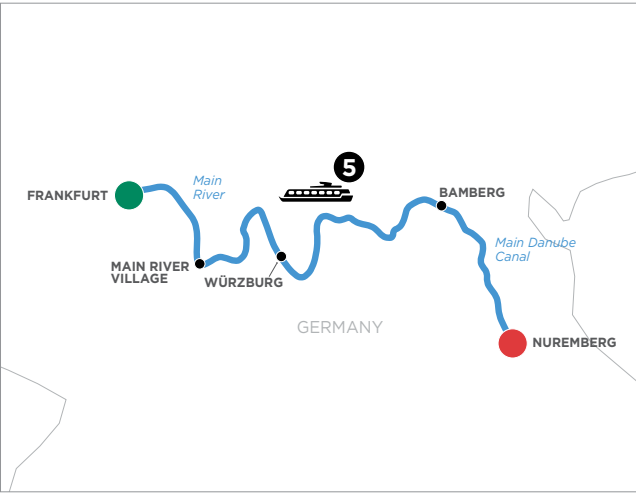 5
Main
River
FRANKFURT
BAMBERG
Main Danube
Canal
MAIN RIVER
VILLAGE
WÜRZBURG
GERMANY
NUREMBERG